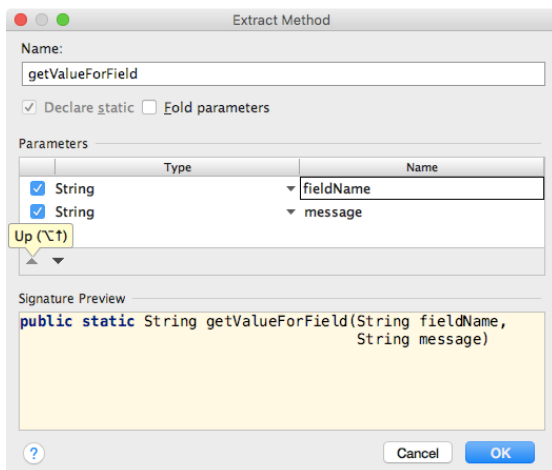 Extract Method
Name:
getValueForField
Declare static Fold parameters
Parameters
Type Name
String fieldName
String message
Up (⌥↑)
Signature Preview
public static String getValueForField(String fieldName,
String message)
? Cancel OK